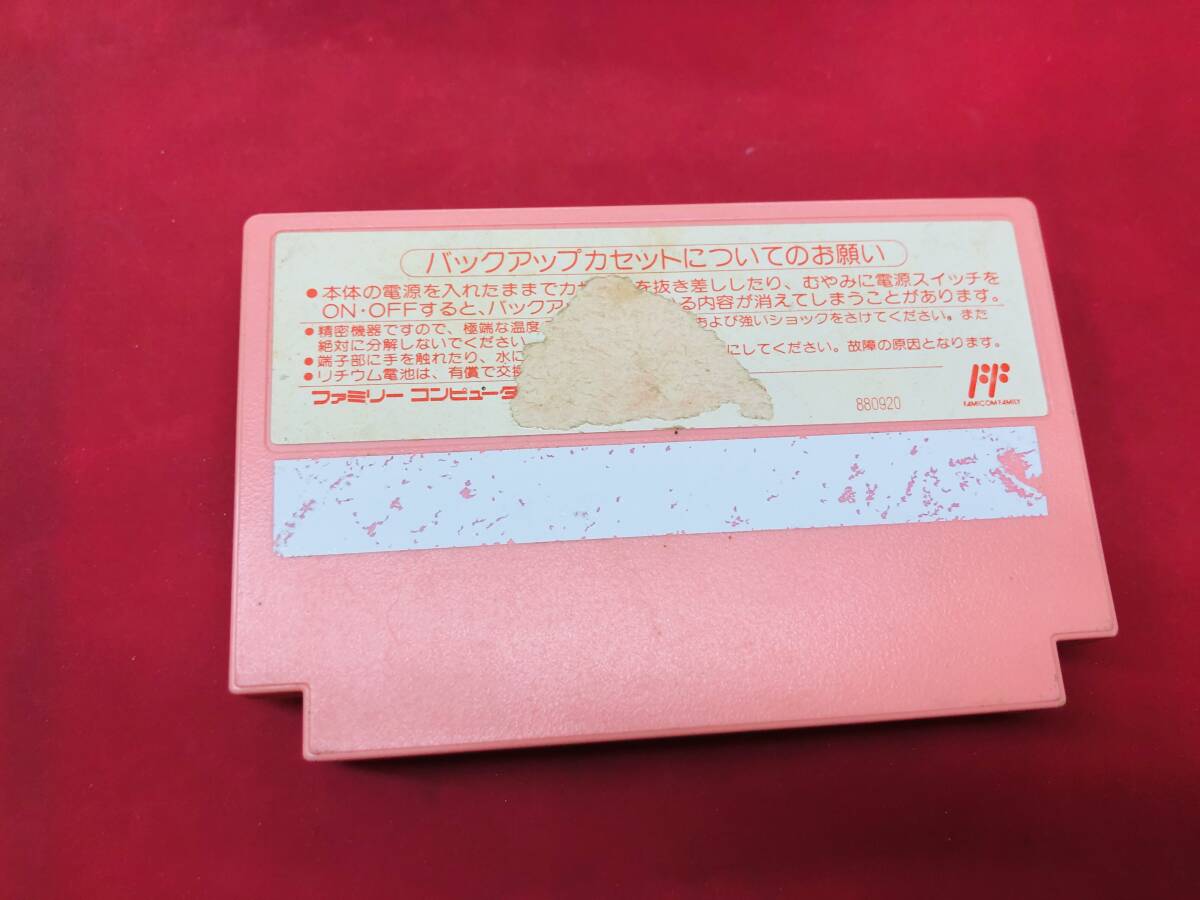 バックアップカセットについてのお願い
●本体の電源を入れたままでカセ を抜き差ししたり、むやみに電源スイッチを
ON・OFFすると、バックア る内容が消えてしまうことがあります。
●精密機器ですので、極端な温度 および強いショックをさけてください。また
絶対に分解しないでください
●端子部に手を触れたり、水に にしてください。故障の原因となります。
●リチウム電池は、有償で交換
ファミリー コンピュータ
880920
FAMICOM FAMILY